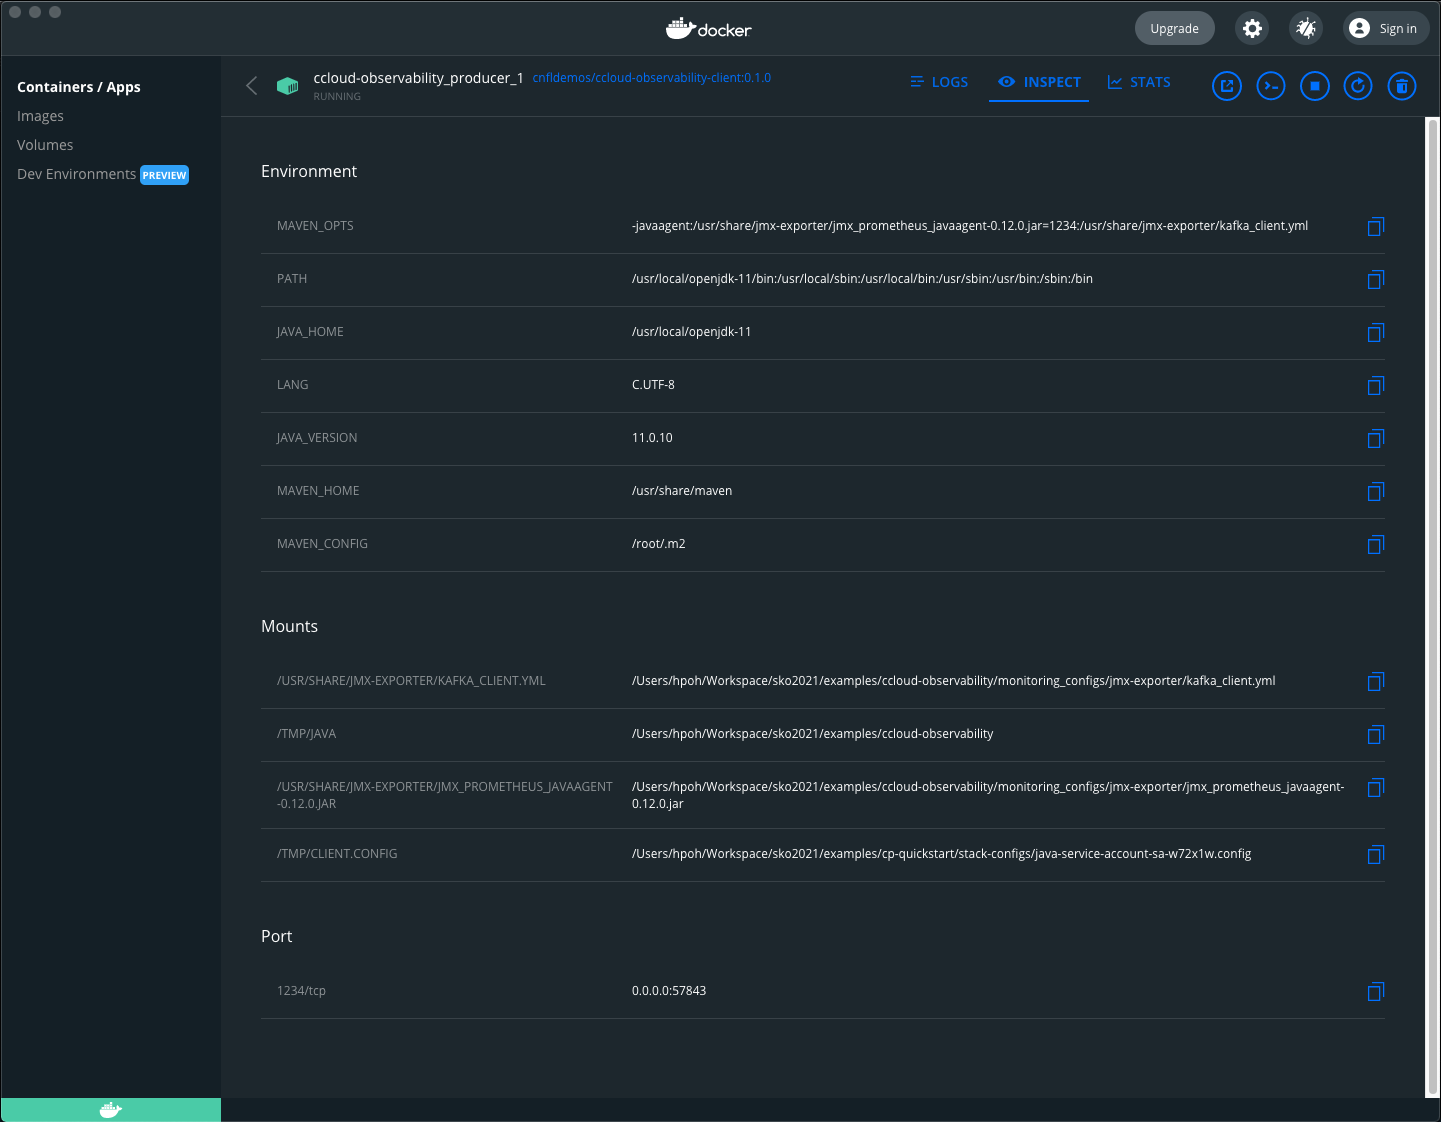 docker
Upgrade
Sign in
Containers / Apps
Images
Volumes
Dev Environments PREVIEW
ccloud-observability_producer_1 cnfldemos/ccloud-observability-client:0.1.0
RUNNING
LOGS
INSPECT
STATS
Environment
MAVEN_OPTS -javaagent:/usr/share/jmx-exporter/jmx_prometheus_javaagent-0.12.0.jar=1234:/usr/share/jmx-exporter/kafka_client.yml
PATH /usr/local/openjdk-11/bin:/usr/local/sbin:/usr/local/bin:/usr/sbin:/usr/bin:/sbin:/bin
JAVA_HOME /usr/local/openjdk-11
LANG C.UTF-8
JAVA_VERSION 11.0.10
MAVEN_HOME /usr/share/maven
MAVEN_CONFIG /root/.m2
Mounts
/USR/SHARE/JMX-EXPORTER/KAFKA_CLIENT.YML /Users/hpoh/Workspace/sko2021/examples/ccloud-observability/monitoring_configs/jmx-exporter/kafka_client.yml
/TMP/JAVA /Users/hpoh/Workspace/sko2021/examples/ccloud-observability
/USR/SHARE/JMX-EXPORTER/JMX_PROMETHEUS_JAVAAGENT
-0.12.0.JAR
/Users/hpoh/Workspace/sko2021/examples/ccloud-observability/monitoring_configs/jmx-exporter/jmx_prometheus_javaagent-
0.12.0.jar
/TMP/CLIENT.CONFIG /Users/hpoh/Workspace/sko2021/examples/cp-quickstart/stack-configs/java-service-account-sa-w72x1w.config
Port
1234/tcp 0.0.0.0:57843